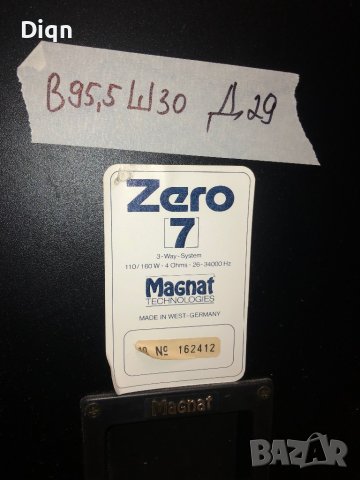 Diqn
В95,5 Ш30 Д29
Zero
7
3-Way-System
110/160 W · 4 Ohms · 26-34000 Hz
Magnat
TECHNOLOGIES
MADE IN WEST-GERMANY
Nº 162412
Magnat
BAZAR